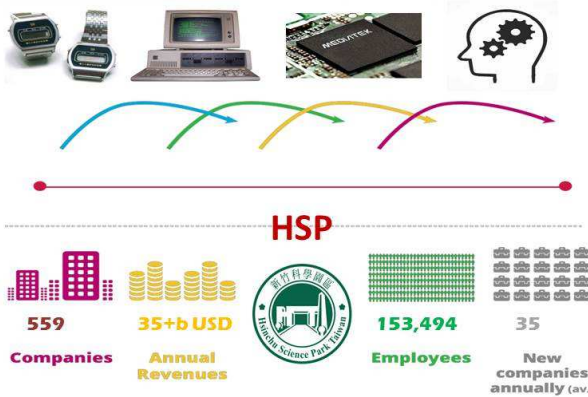 MEDIATEK
HSP
新竹科學園區
Hsinchu Science Park Taiwan
559
Companies
35+b USD
Annual
Revenues
153,494
Employees
35
New
companies
annually (av.